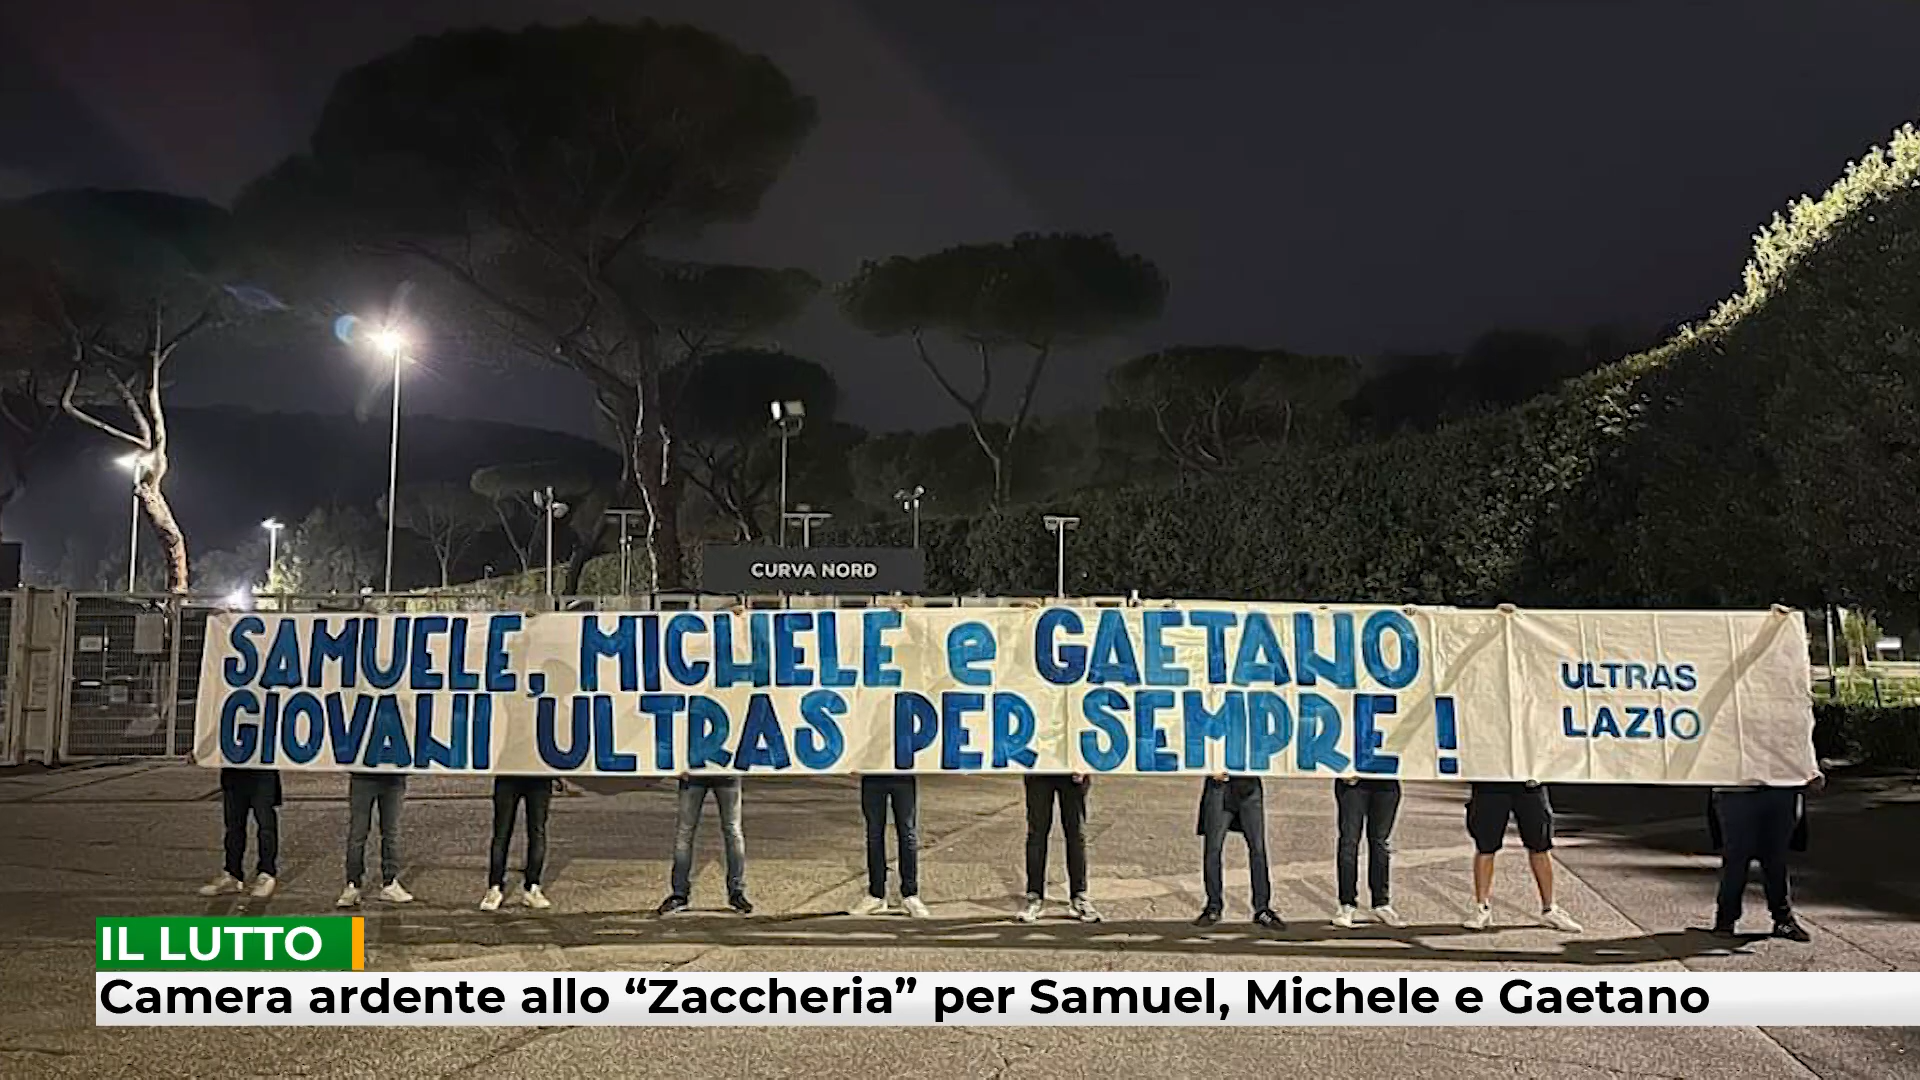 CURVA NORD
SAMUELE, MICHELE e GAETANO
GIOVANI ULTRAS PER SEMPRE !
ULTRAS
LAZIO
IL LUTTO
Camera ardente allo “Zaccheria” per Samuel, Michele e Gaetano